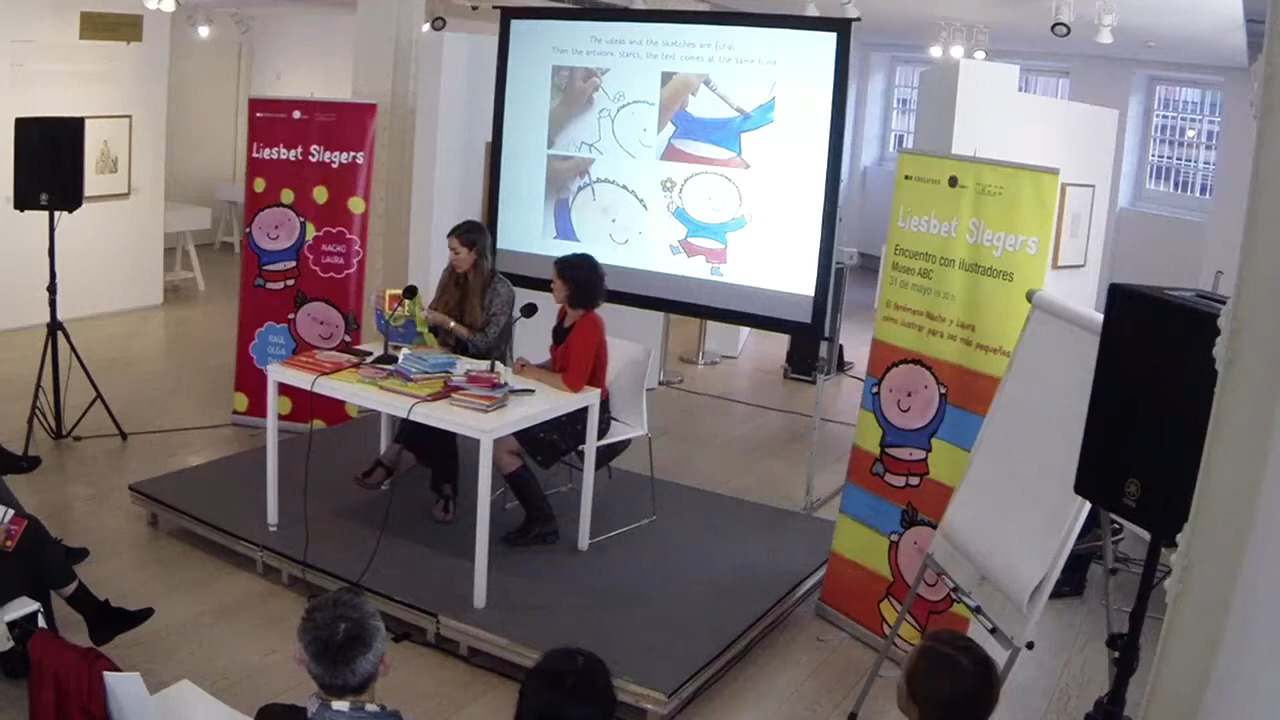 The ideas and the sketches are final.
Then the artwork starts, the text comes at the same time.
Liesbet Slegers
NACHO
LAURA
RAÚL
OLGA
Liesbet Slegers
Encuentro con ilustradores
Museo ABC
31 de mayo 19:30 h
El fenómeno Nacho y Laura:
cómo ilustrar para los más pequeños